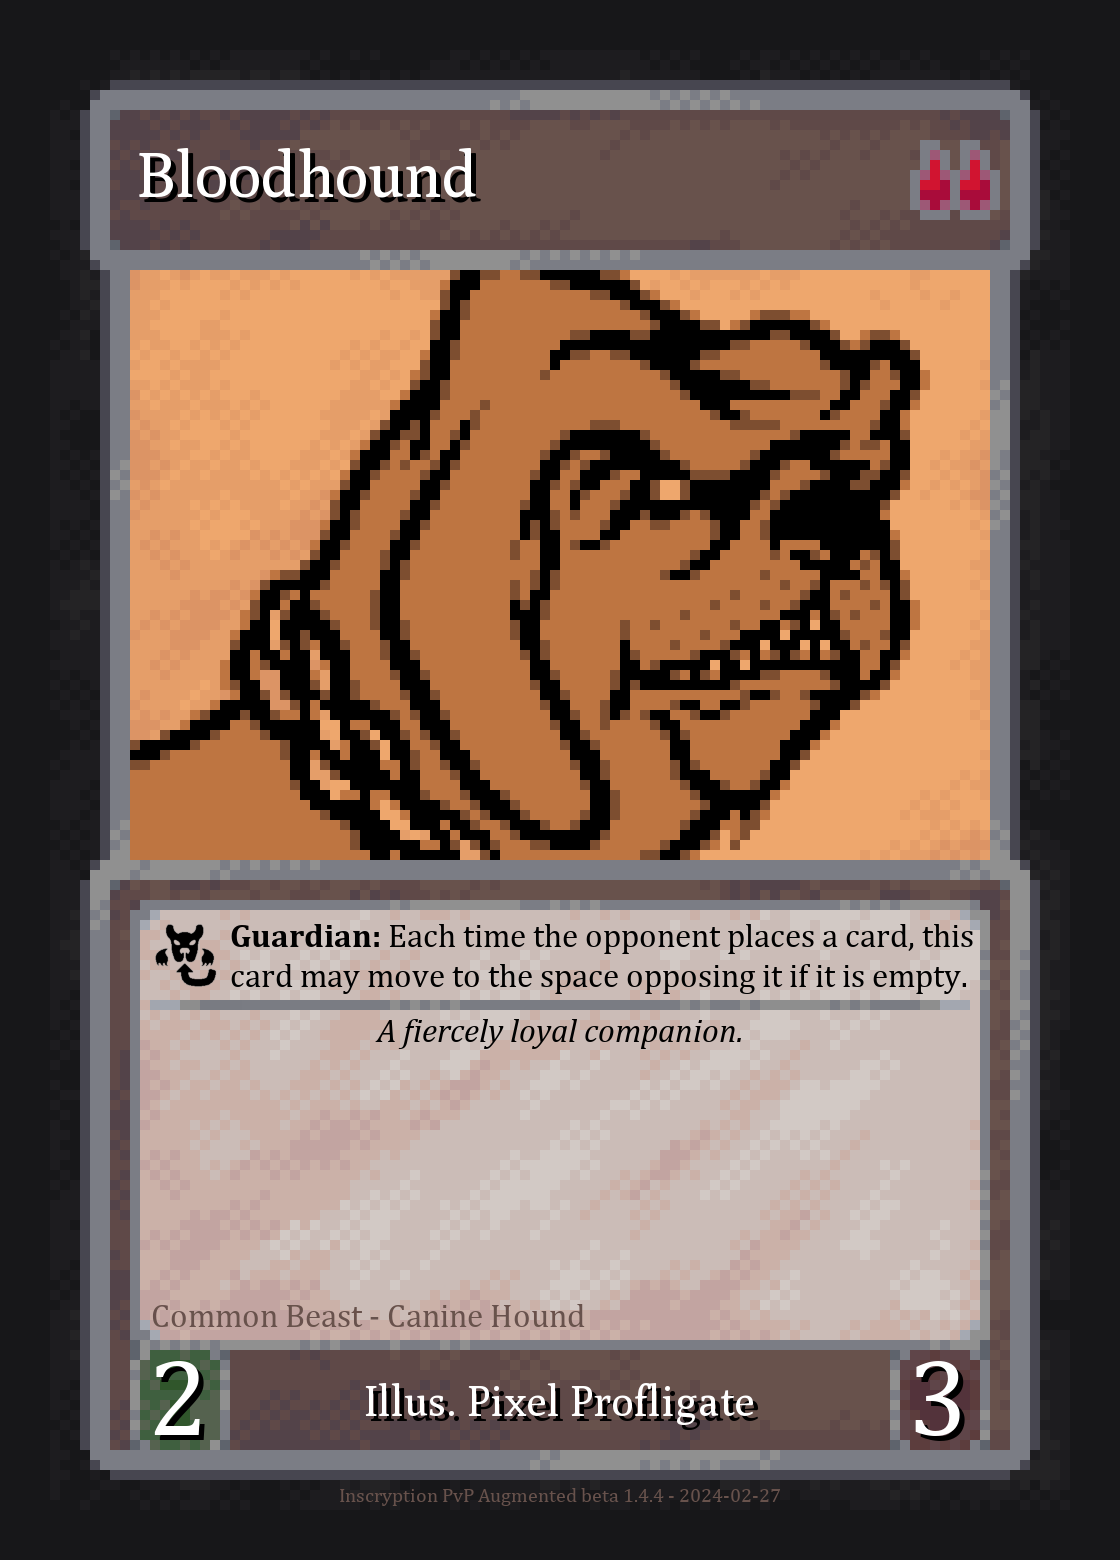 Bloodhound
Guardian: Each time the opponent places a card, this
card may move to the space opposing it if it is empty.
A fiercely loyal companion.
Common Beast - Canine Hound
2
Illus. Pixel Profligate
3
Inscryption PvP Augmented beta 1.4.4 - 2024-02-27